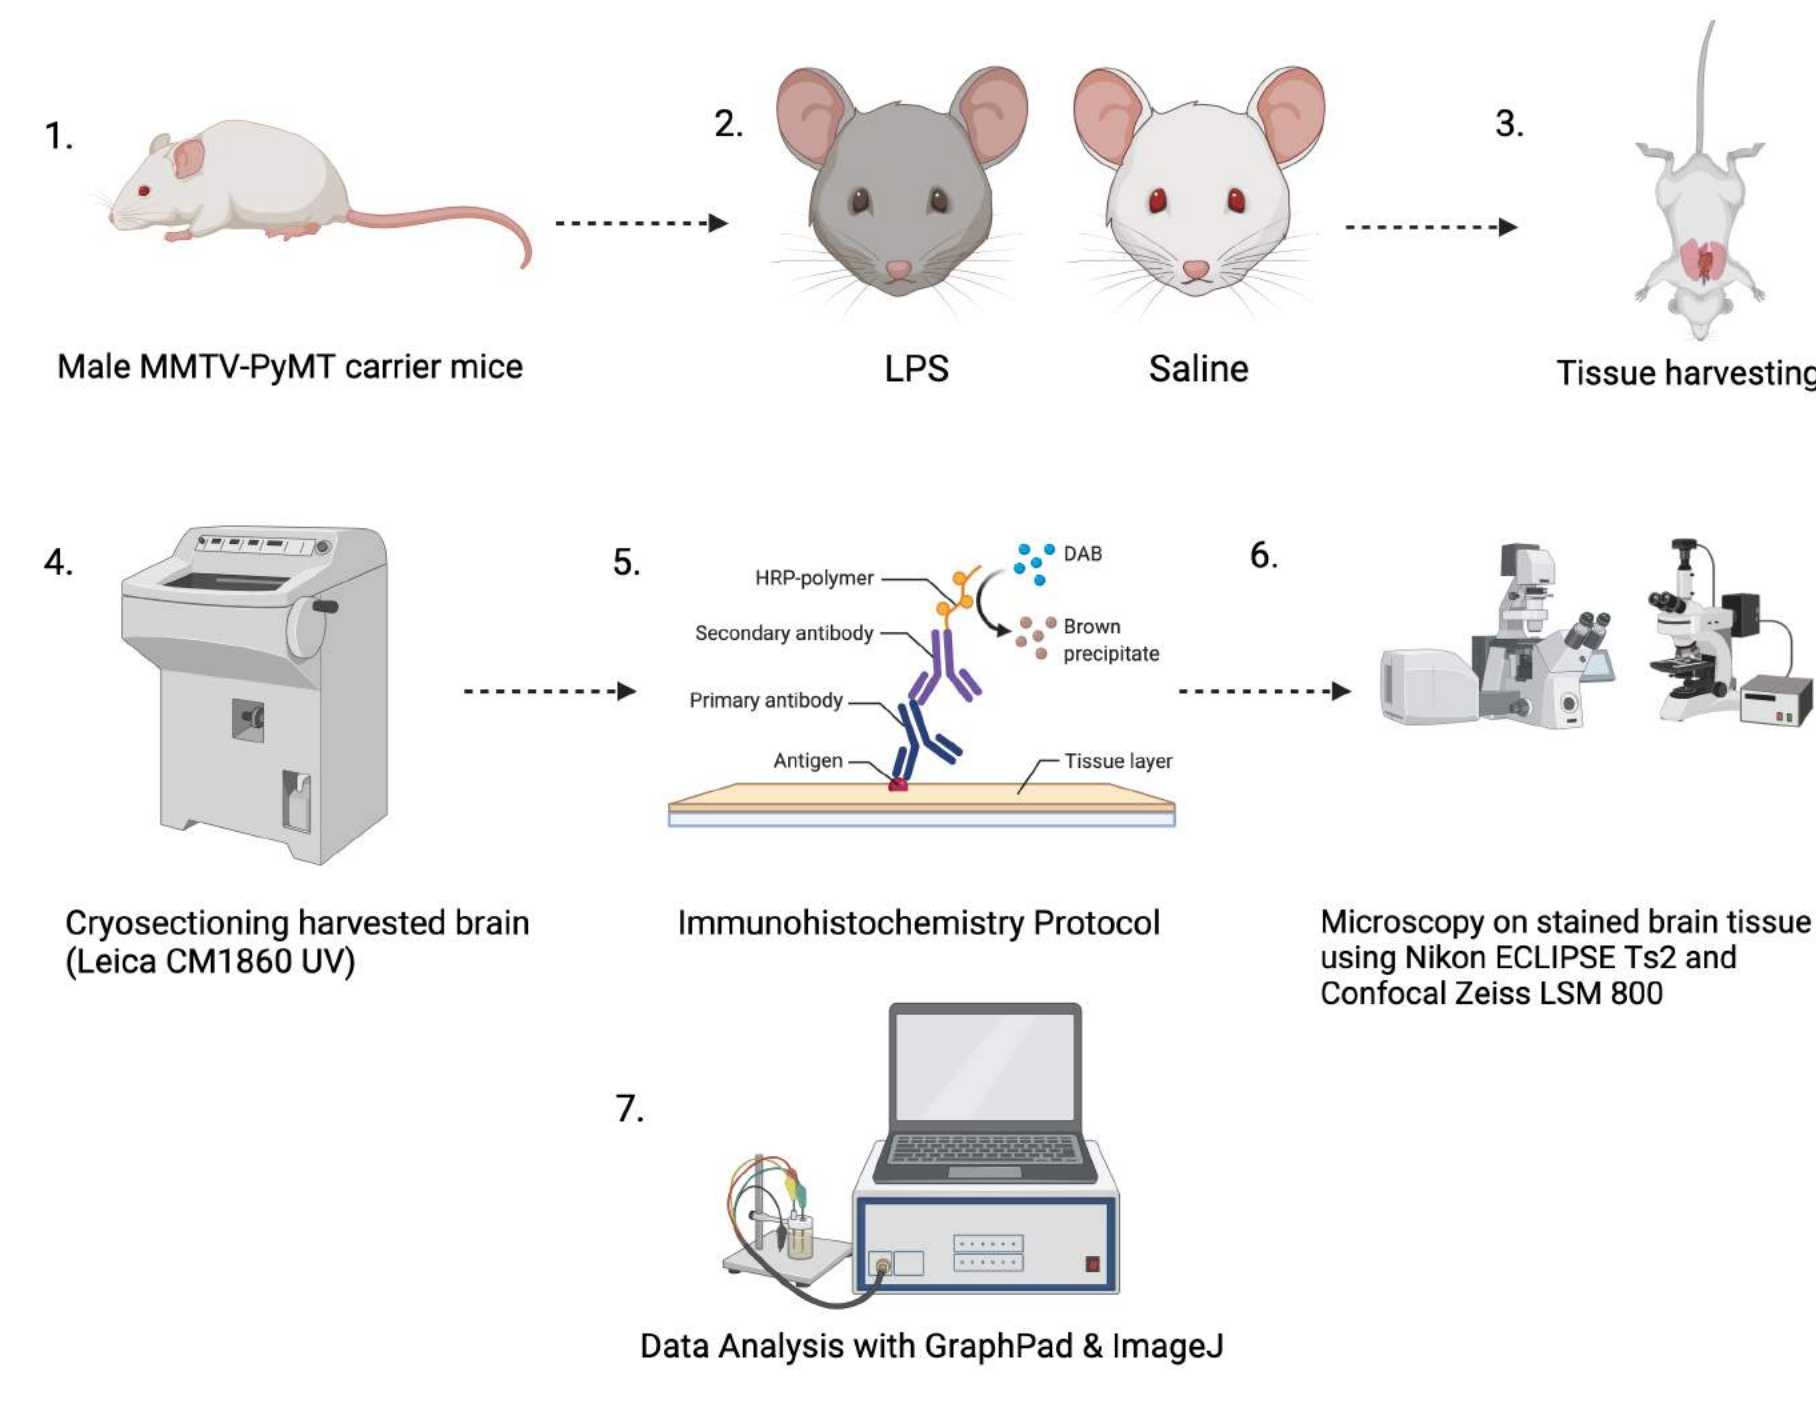 1.
Male MMTV-PyMT carrier mice
2.
LPS
Saline
3.
Tissue harvesting
4.
Cryosectioning harvested brain
(Leica CM1860 UV)
5.
HRP-polymer
DAB
Secondary antibody
Brown
precipitate
Primary antibody
Antigen
Tissue layer
Immunohistochemistry Protocol
6.
Microscopy on stained brain tissue
using Nikon ECLIPSE Ts2 and
Confocal Zeiss LSM 800
7.
Data Analysis with GraphPad & ImageJ